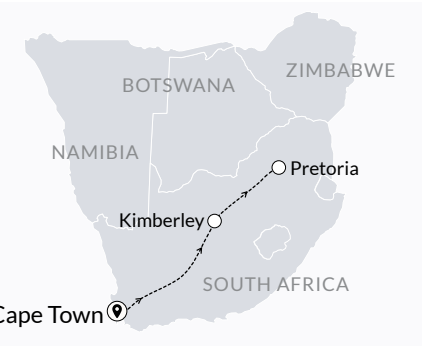 ZIMBABWE
BOTSWANA
NAMIBIA
Pretoria
Kimberley
SOUTH AFRICA
Cape Town